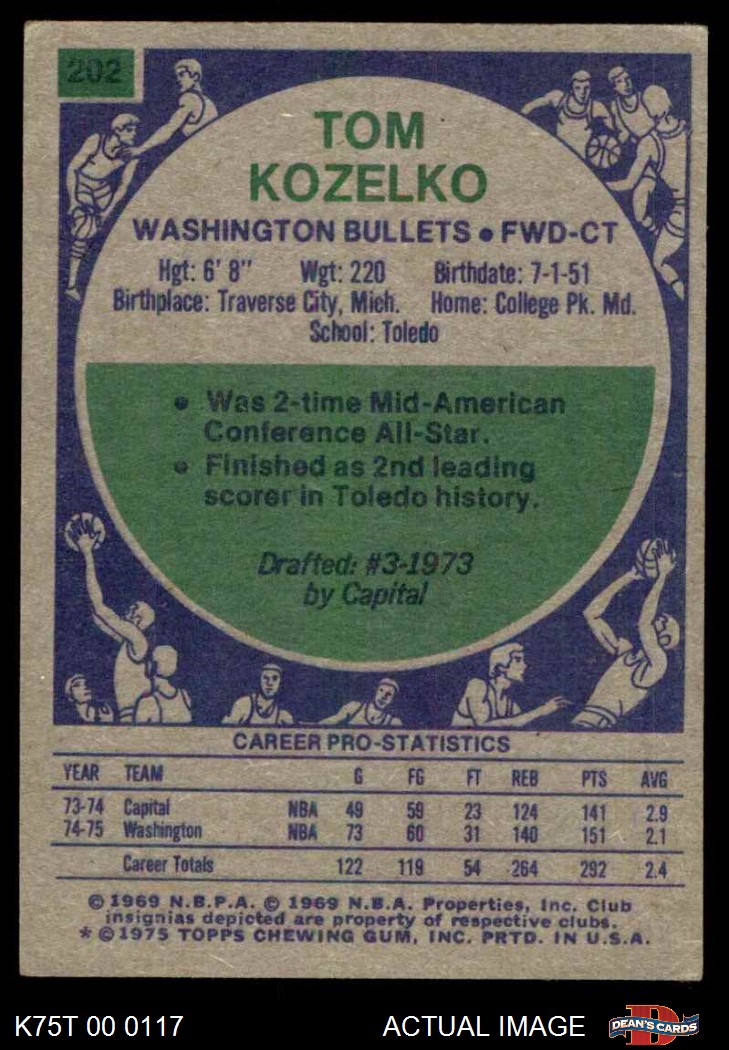 202
TOM
KOZELKO
WASHINGTON BULLETS • FWD-CT
Hgt: 6' 8" Wgt: 220 Birthdate: 7-1-51
Birthplace: Traverse City, Mich. Home: College Pk. Md.
School: Toledo
• Was 2-time Mid-American
Conference All-Star.
• Finished as 2nd leading
scorer in Toledo history.
Drafted: #3-1973
by Capital
CAREER PRO-STATISTICS
YEAR TEAM G FG FT REB PTS AVG
73-74 Capital NBA 49 59 23 124 141 2.9
74-75 Washington NBA 73 60 31 140 151 2.1
Career Totals 122 119 54 264 292 2.4
© 1969 N.B.P.A. © 1969 N.B.A. Properties, Inc. Club
insignias depicted are property of respective clubs.
* © 1975 TOPPS CHEWING GUM, INC. PRTD. IN U.S.A.
K75T 00 0117 ACTUAL IMAGE D DEAN'S CARDS